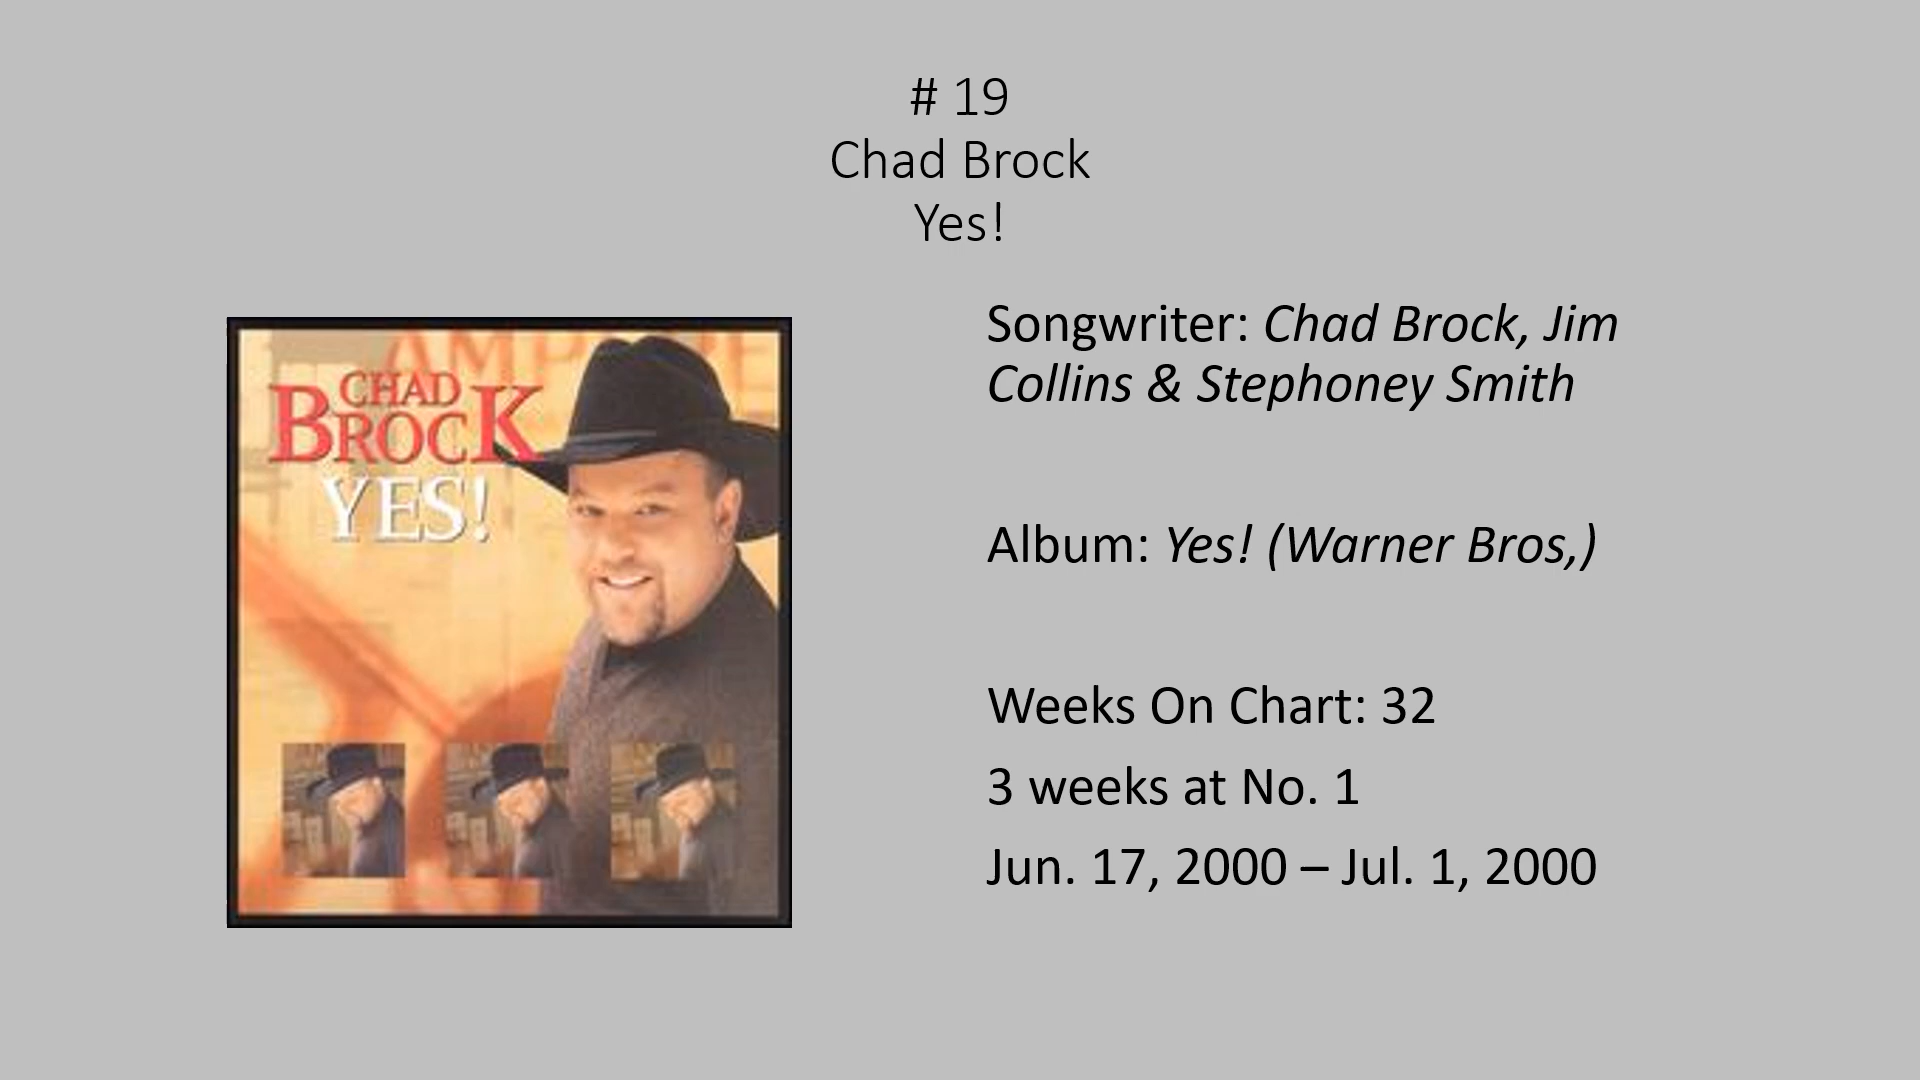 # 19
Chad Brock
Yes!
CHAD
BROCK
YES!
Songwriter: Chad Brock, Jim
Collins & Stephoney Smith
Album: Yes! (Warner Bros,)
Weeks On Chart: 32
3 weeks at No. 1
Jun. 17, 2000 – Jul. 1, 2000